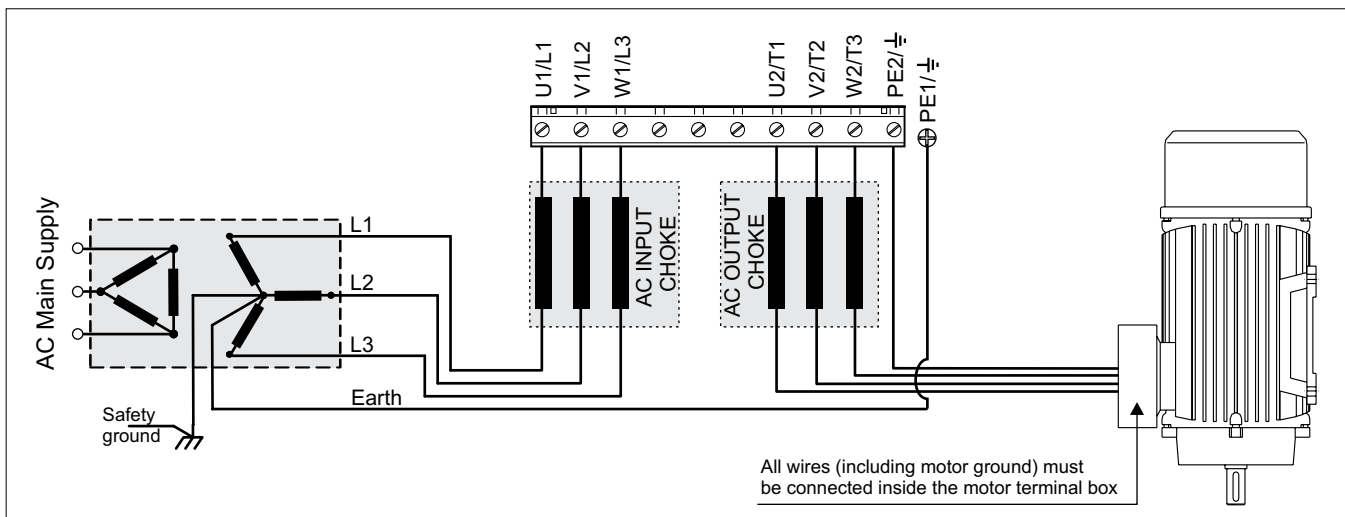 U1/L1
V1/L2
W1/L3
U2/T1
V2/T2
W2/T3
PE2/
PE1/
AC Main Supply
L1
L2
L3
AC INPUT
CHOKE
AC OUTPUT
CHOKE
Earth
Safety
ground
All wires (including motor ground) must
be connected inside the motor terminal box